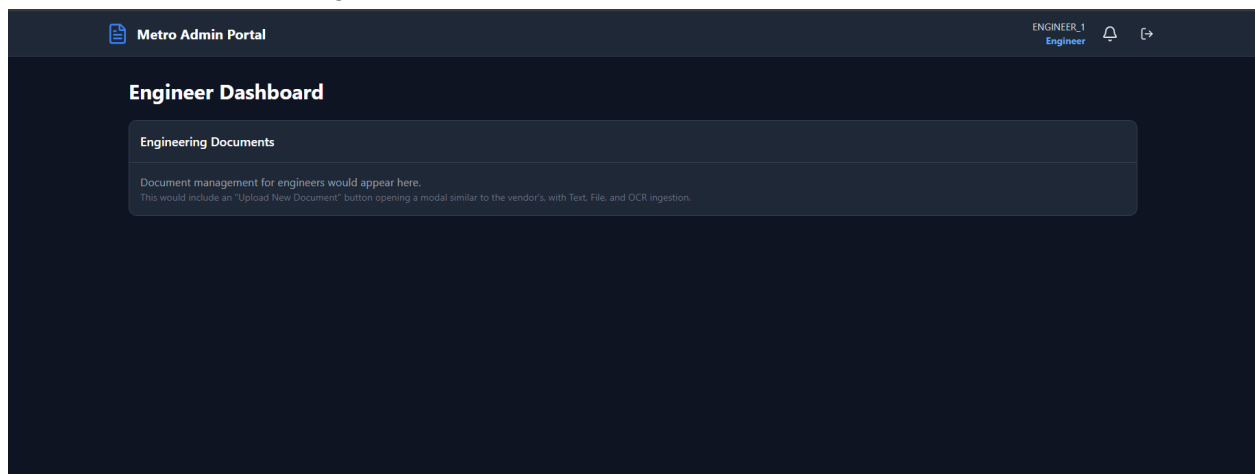 Metro Admin Portal
ENGINEER_1
Engineer
Engineer Dashboard
Engineering Documents
Document management for engineers would appear here.
This would include an "Upload New Document" button opening a modal similar to the vendor's, with Text, File, and OCR ingestion.